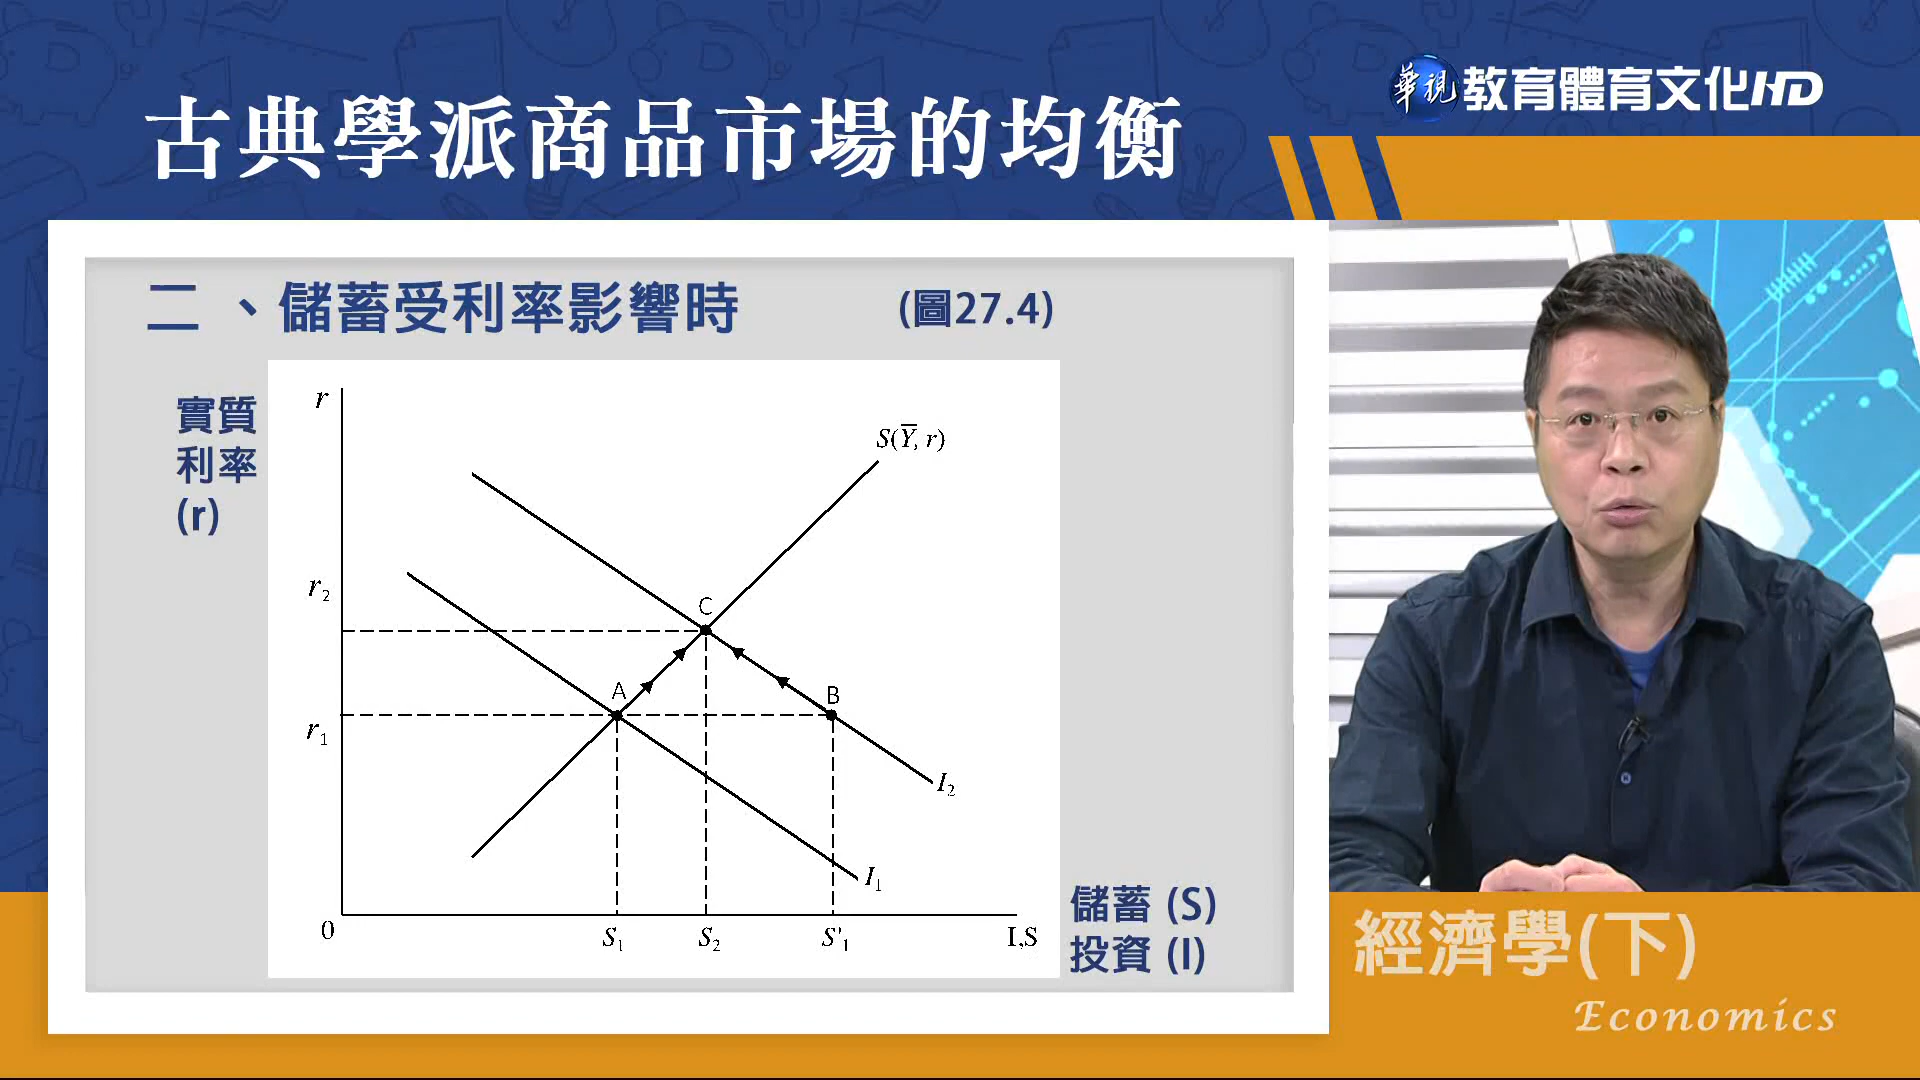 華視 教育體育文化HD
古典學派商品市場的均衡
二、儲蓄受利率影響時 (圖27.4)
實質
利率
(r)
r
S(Y̅, r)
r₂
C
A
B
r₁
I₂
I₁
0
S₁ S₂ S'₁ I,S
儲蓄 (S)
投資 (I)
經濟學(下)
Economics